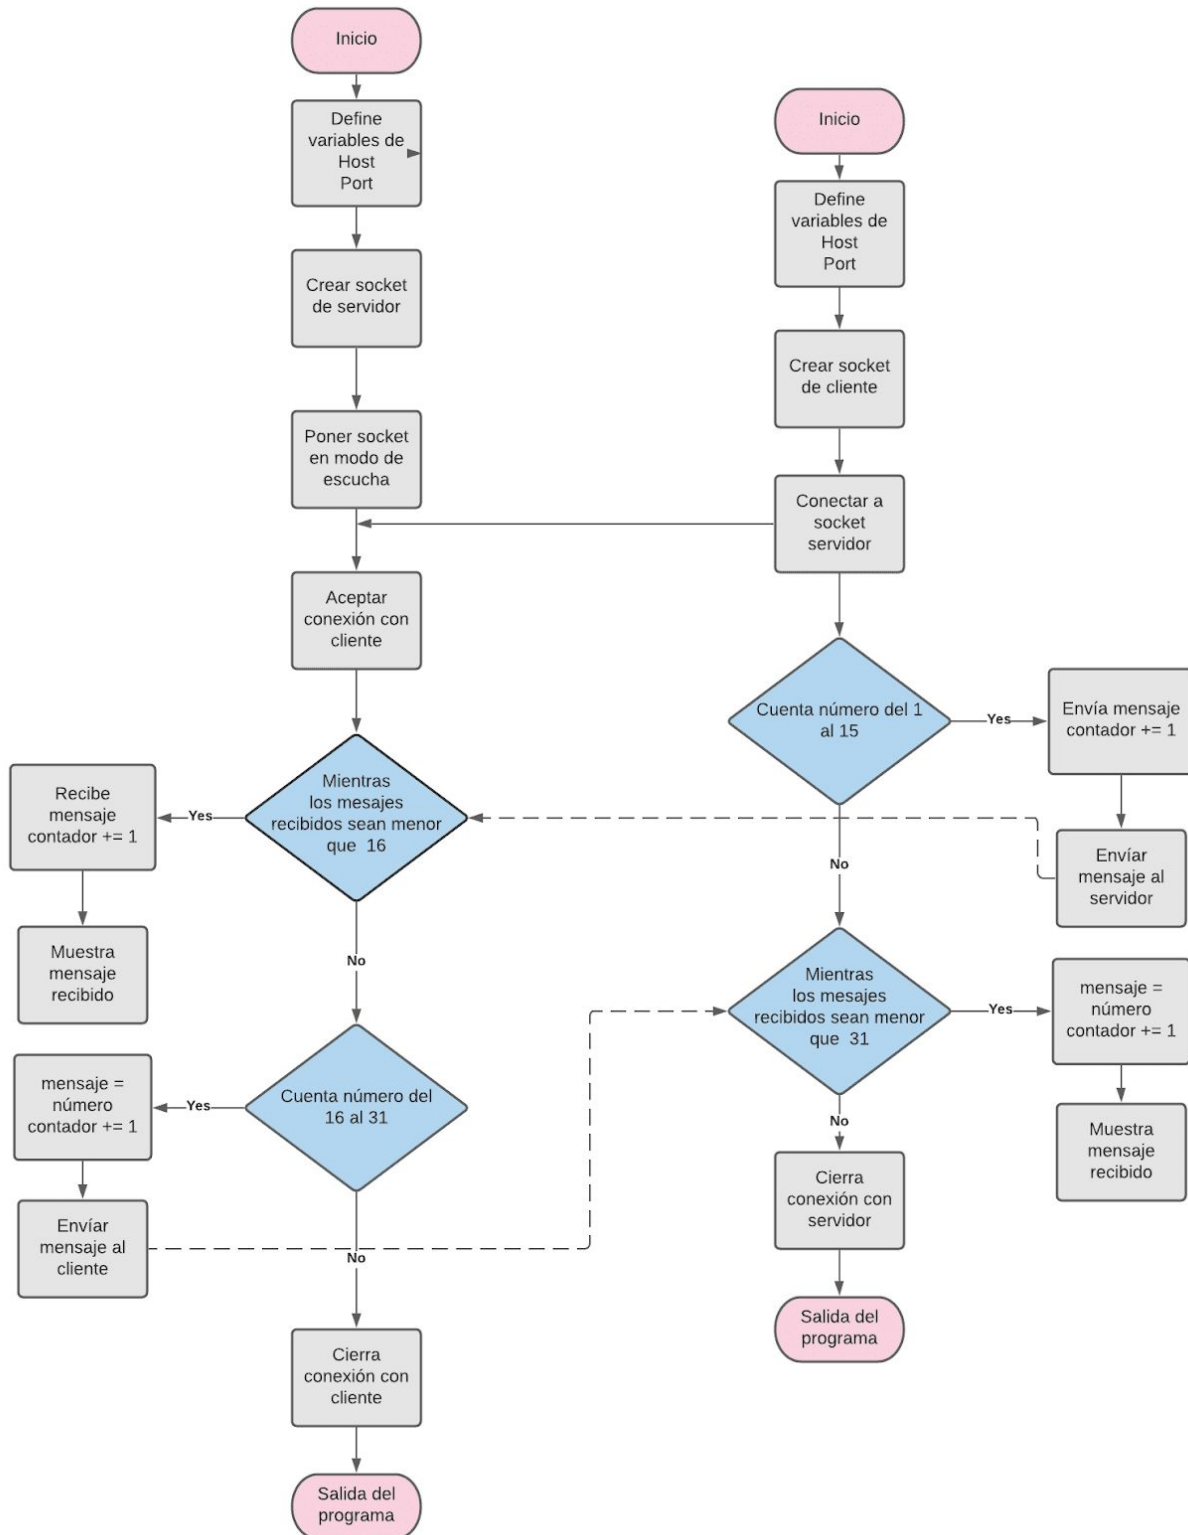 Inicio
Define
variables de
Host
Port
Crear socket
de servidor
Poner socket
en modo de
escucha
Aceptar
conexión con
cliente
Mientras
los mesajes
recibidos sean menor
que 16
Yes
Recibe
mensaje
contador += 1
Muestra
mensaje
recibido
No
Cuenta número del
16 al 31
Yes
mensaje =
número
contador += 1
Envíar
mensaje al
cliente
No
Cierra
conexión con
cliente
Salida del
programa
Inicio
Define
variables de
Host
Port
Crear socket
de cliente
Conectar a
socket
servidor
Cuenta número del 1
al 15
Yes
Envía mensaje
contador += 1
Envíar
mensaje al
servidor
No
Mientras
los mesajes
recibidos sean menor
que 31
Yes
mensaje =
número
contador += 1
Muestra
mensaje
recibido
No
Cierra
conexión con
servidor
Salida del
programa